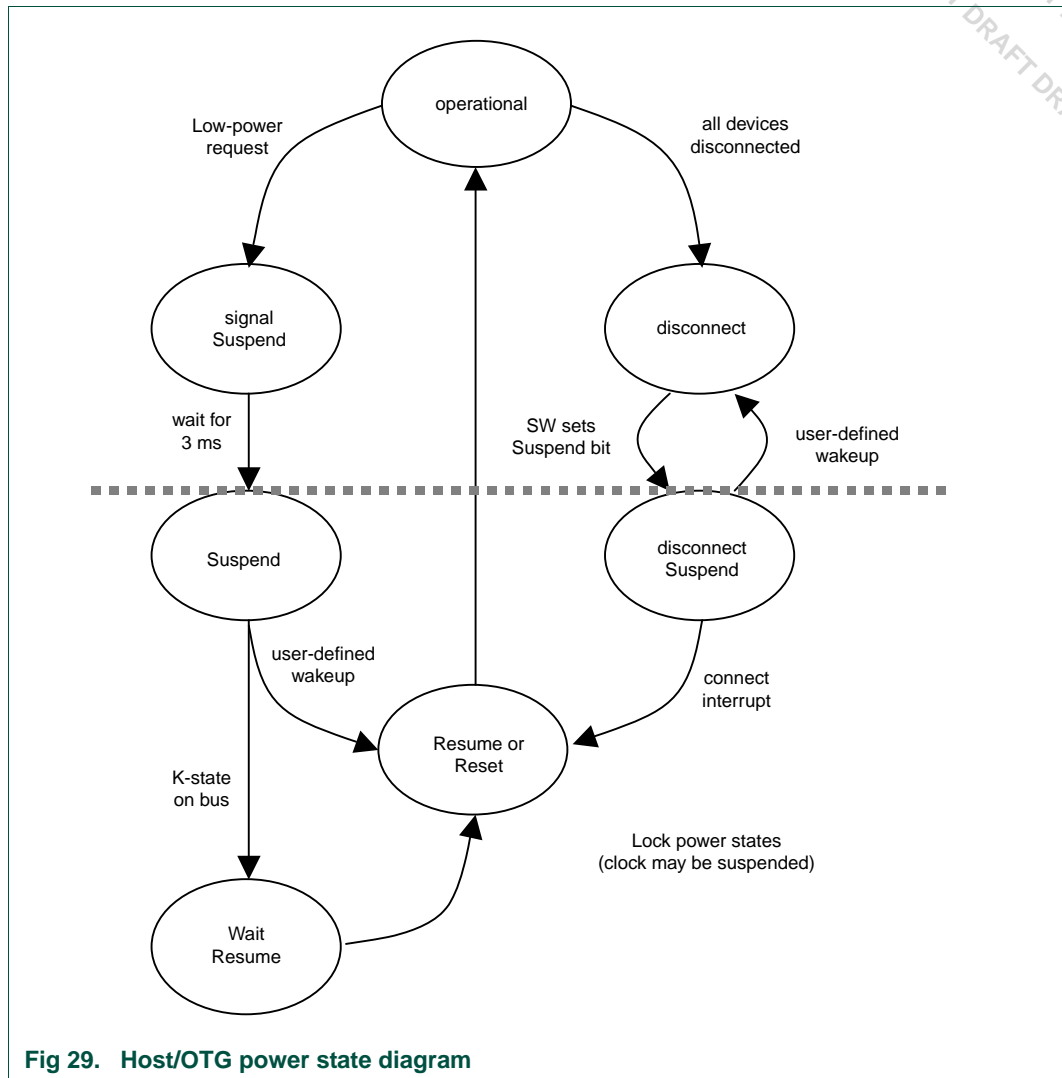 DRAFT
operational
Low-power
request
all devices
disconnected
signal
Suspend
disconnect
wait for
3 ms
SW sets
Suspend bit
user-defined
wakeup
Suspend
disconnect
Suspend
user-defined
wakeup
connect
interrupt
Resume or
Reset
K-state
on bus
Lock power states
(clock may be suspended)
Wait
Resume
Fig 29. Host/OTG power state diagram